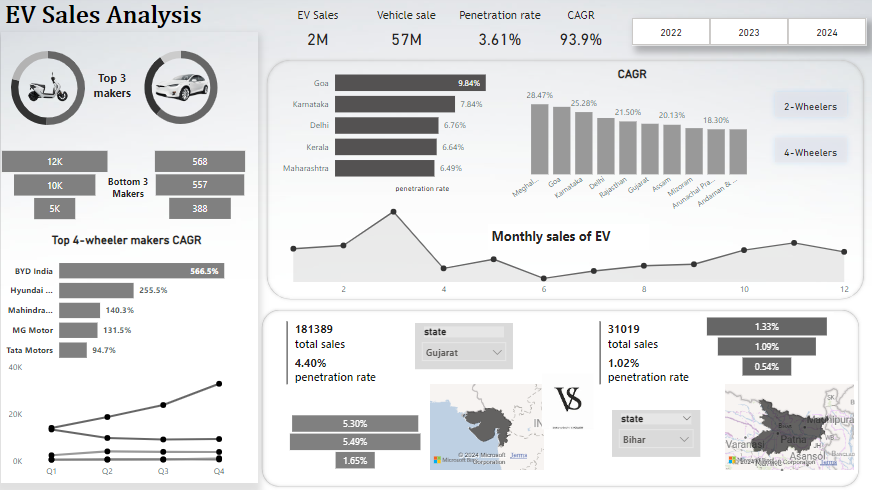 EV Sales Analysis
EV Sales
2M
Vehicle sale
57M
Penetration rate
3.61%
CAGR
93.9%
2022
2023
2024
Top 3
makers
12K
10K
5K
Bottom 3
Makers
568
557
388
Top 4-wheeler makers CAGR
BYD India
566.5%
Hyundai ...
255.5%
Mahindra...
140.3%
MG Motor
131.5%
Tata Motors
94.7%
40K
20K
0K
Q1
Q2
Q3
Q4
Goa
9.84%
Karnataka
7.84%
Delhi
6.76%
Kerala
6.64%
Maharashtra
6.49%
penetration rate
CAGR
28.47%
25.28%
21.50%
20.13%
18.30%
Meghal...
Goa
Karnataka
Delhi
Rajasthan
Gujarat
Assam
Mizoram
Arunachal Pra...
Andaman & ...
2-Wheelers
4-Wheelers
Monthly sales of EV
2
4
6
8
10
12
181389
total sales
4.40%
penetration rate
state
Gujarat
5.30%
5.49%
1.65%
Microsoft
© 2024 Microsoft
Corporation
Terms
IN
VS
31019
total sales
1.02%
penetration rate
1.33%
1.09%
0.54%
state
Bihar
SK
Mithilipura
Bihar
Varanasi
Patna
WB
Asansol
Terms